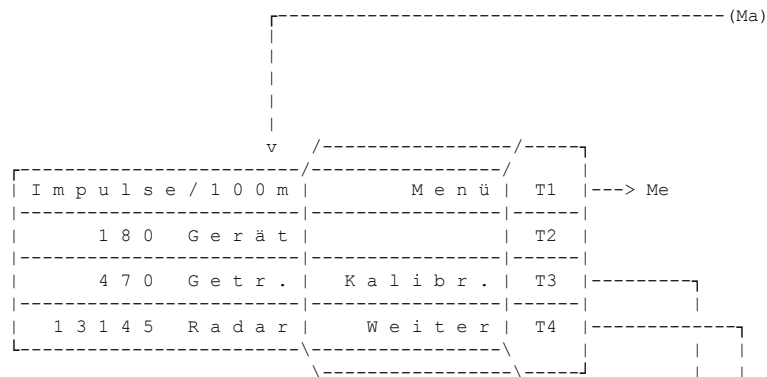 (Ma)
v
Impulse/100m Menü T1 ---> Me
180 Gerät T2
470 Getr. Kalibr. T3
13145 Radar Weiter T4